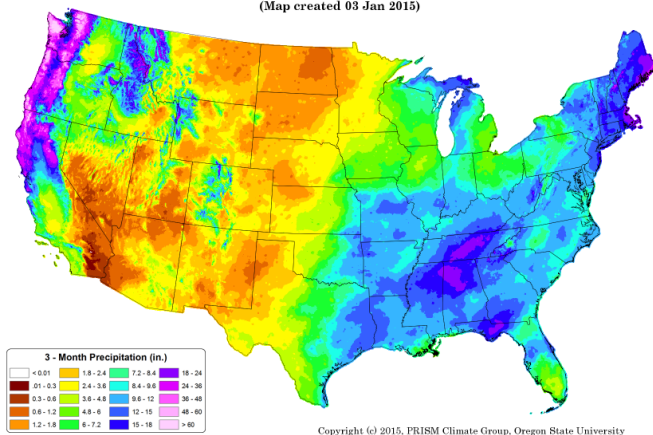 (Map created 03 Jan 2015)
3 - Month Precipitation (in.)
< 0.01 1.8 - 2.4 7.2 - 8.4 18 - 24
.01 - 0.3 2.4 - 3.6 8.4 - 9.6 24 - 36
0.3 - 0.6 3.6 - 4.8 9.6 - 12 36 - 48
0.6 - 1.2 4.8 - 6 12 - 15 48 - 60
1.2 - 1.8 6 - 7.2 15 - 18 > 60
Copyright (c) 2015, PRISM Climate Group, Oregon State University